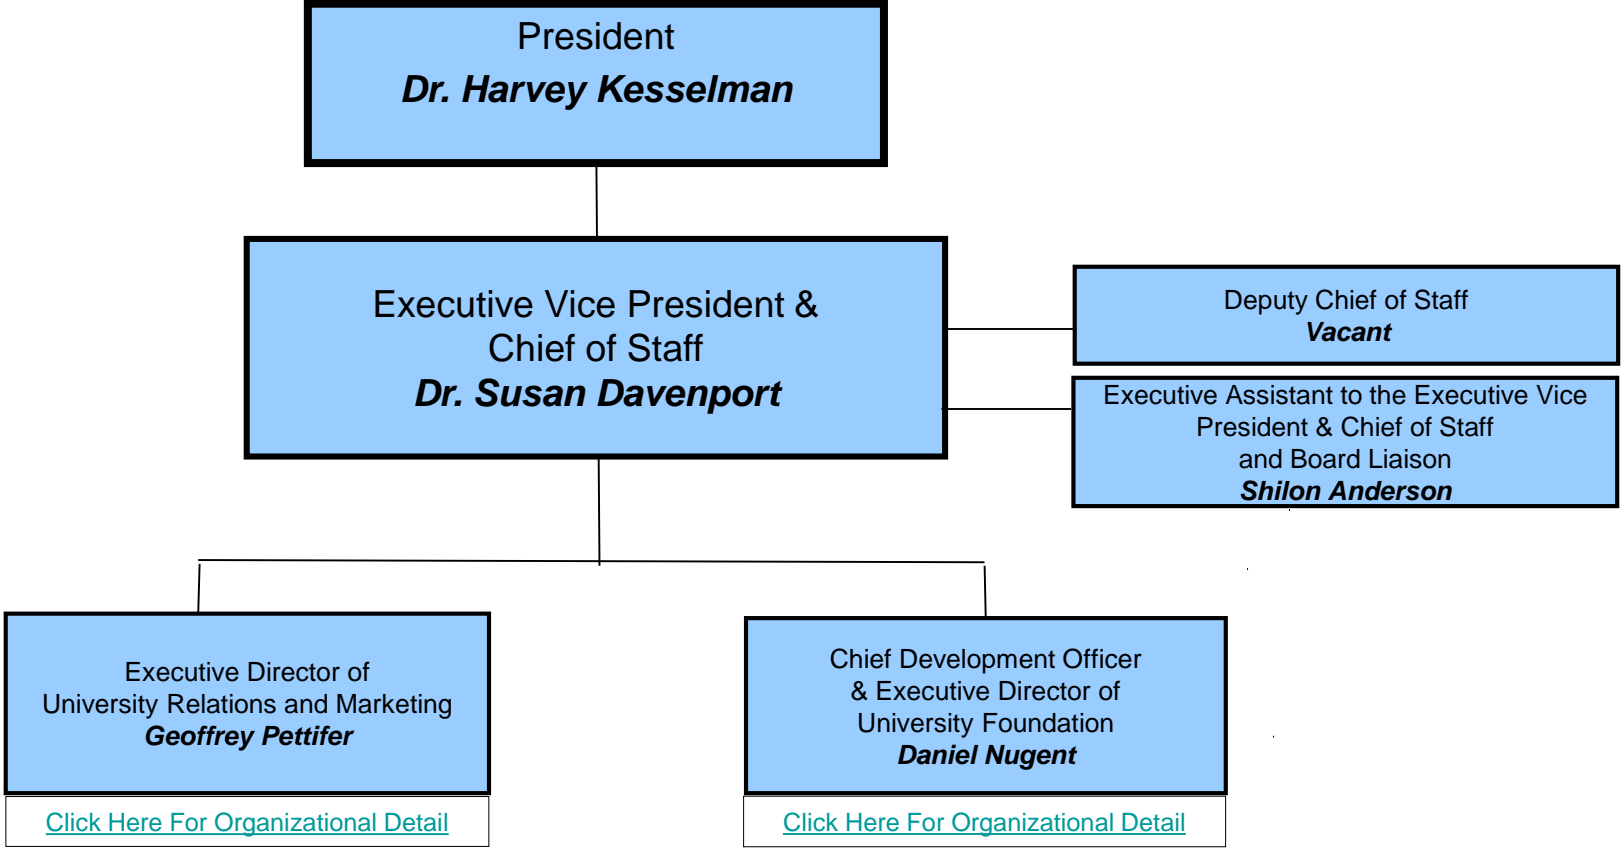 President
Dr. Harvey Kesselman
Executive Vice President &
Chief of Staff
Dr. Susan Davenport
Deputy Chief of Staff
Vacant
Executive Assistant to the Executive Vice
President & Chief of Staff
and Board Liaison
Shilon Anderson
Executive Director of
University Relations and Marketing
Geoffrey Pettifer
Click Here For Organizational Detail
Chief Development Officer
& Executive Director of
University Foundation
Daniel Nugent
Click Here For Organizational Detail